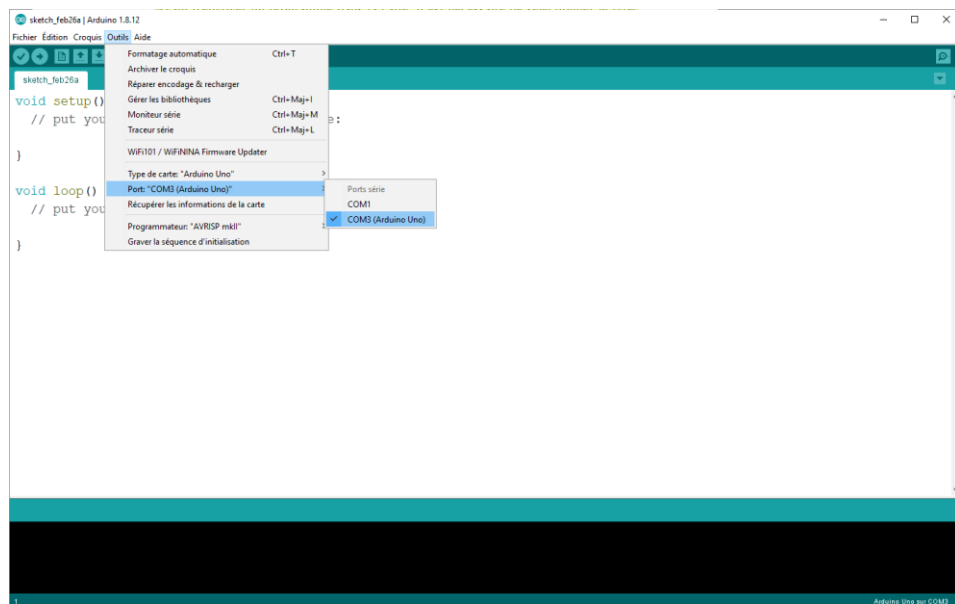 sketch_feb26a | Arduino 1.8.12
Fichier Édition Croquis Outils Aide
sketch_feb26a
Formatage automatique Ctrl+T
Archiver le croquis
Réparer encodage & recharger
Gérer les bibliothèques Ctrl+Maj+I
Moniteur série Ctrl+Maj+M
Traceur série Ctrl+Maj+L
WiFi101 / WiFiNINA Firmware Updater
Type de carte: "Arduino Uno"
Port: "COM3 (Arduino Uno)"
Récupérer les informations de la carte
Programmateur: "AVRISP mkII"
Graver la séquence d'initialisation
Ports série
COM1
COM3 (Arduino Uno)
void setup()
// put you e:
}
void loop()
// put you
}
1 Arduino Uno sur COM3